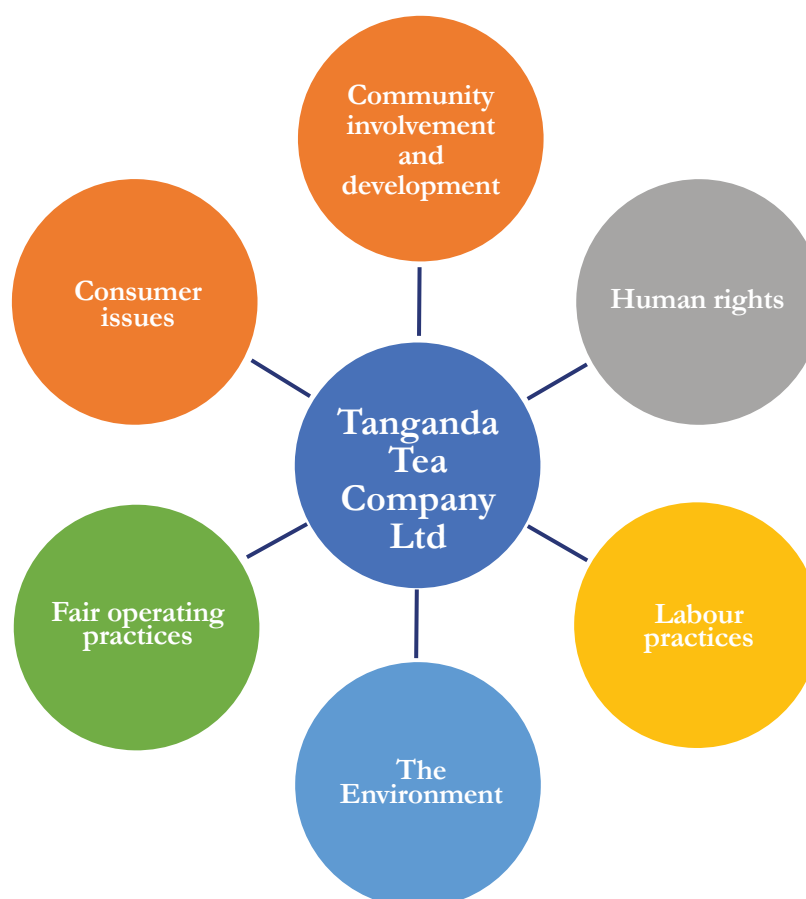 Community
involvement
and
development
Consumer
issues
Human rights
Tanganda
Tea
Company
Ltd
Fair operating
practices
Labour
practices
The
Environment